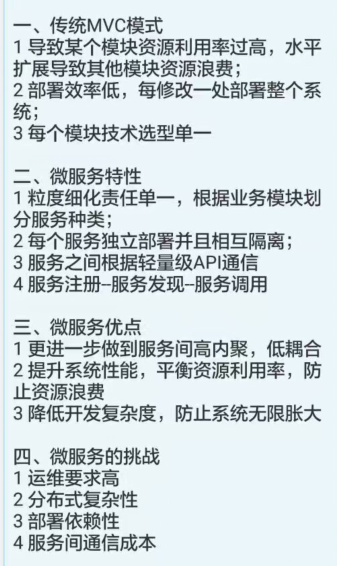 一、传统MVC模式
1 导致某个模块资源利用率过高，水平
扩展导致其他模块资源浪费；
2 部署效率低，每修改一处部署整个系
统；
3 每个模块技术选型单一
二、微服务特性
1 粒度细化责任单一，根据业务模块划
分服务种类；
2 每个服务独立部署并且相互隔离；
3 服务之间根据轻量级API通信
4 服务注册--服务发现--服务调用
三、微服务优点
1 更进一步做到服务间高内聚，低耦合
2 提升系统性能，平衡资源利用率，防
止资源浪费
3 降低开发复杂度，防止系统无限胀大
四、微服务的挑战
1 运维要求高
2 分布式复杂性
3 部署依赖性
4 服务间通信成本